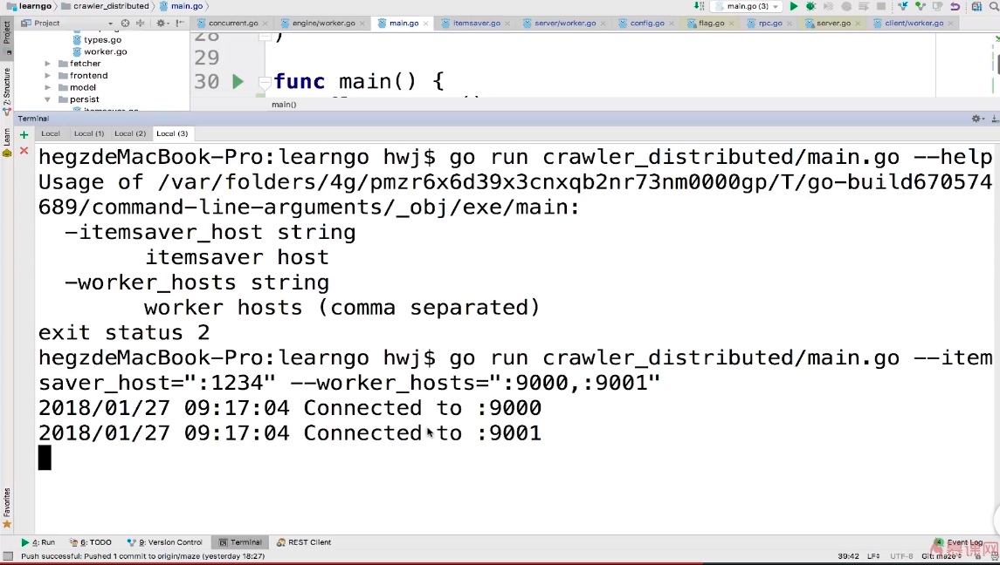 learngo crawler_distributed main.go main.go (3)
Project concurrent.go engine/worker.go main.go itemsaver.go server/worker.go config.go flag.go rpc.go server.go client/worker.go
types.go
worker.go
fetcher
frontend
model
persist
itemsaver.go
28 )
29
30 func main() {
main()
Project
Z: Structure
Learn
Favorites
Terminal
Local Local (1) Local (2) Local (3)
hegzdeMacBook-Pro:learngo hwj$ go run crawler_distributed/main.go --help
Usage of /var/folders/4g/pmzr6x6d39x3cnxqb2nr73nm0000gp/T/go-build670574
689/command-line-arguments/_obj/exe/main:
-itemsaver_host string
itemsaver host
-worker_hosts string
worker hosts (comma separated)
exit status 2
hegzdeMacBook-Pro:learngo hwj$ go run crawler_distributed/main.go --item
saver_host=":1234" --worker_hosts=":9000,:9001"
2018/01/27 09:17:04 Connected to :9000
2018/01/27 09:17:04 Connected to :9001
4: Run 6: TODO 9: Version Control Terminal REST Client Event Log
Push successful: Pushed 1 commit to origin/maze (yesterday 18:27) 39:42 LF UTF-8 Git: maze
慕课网